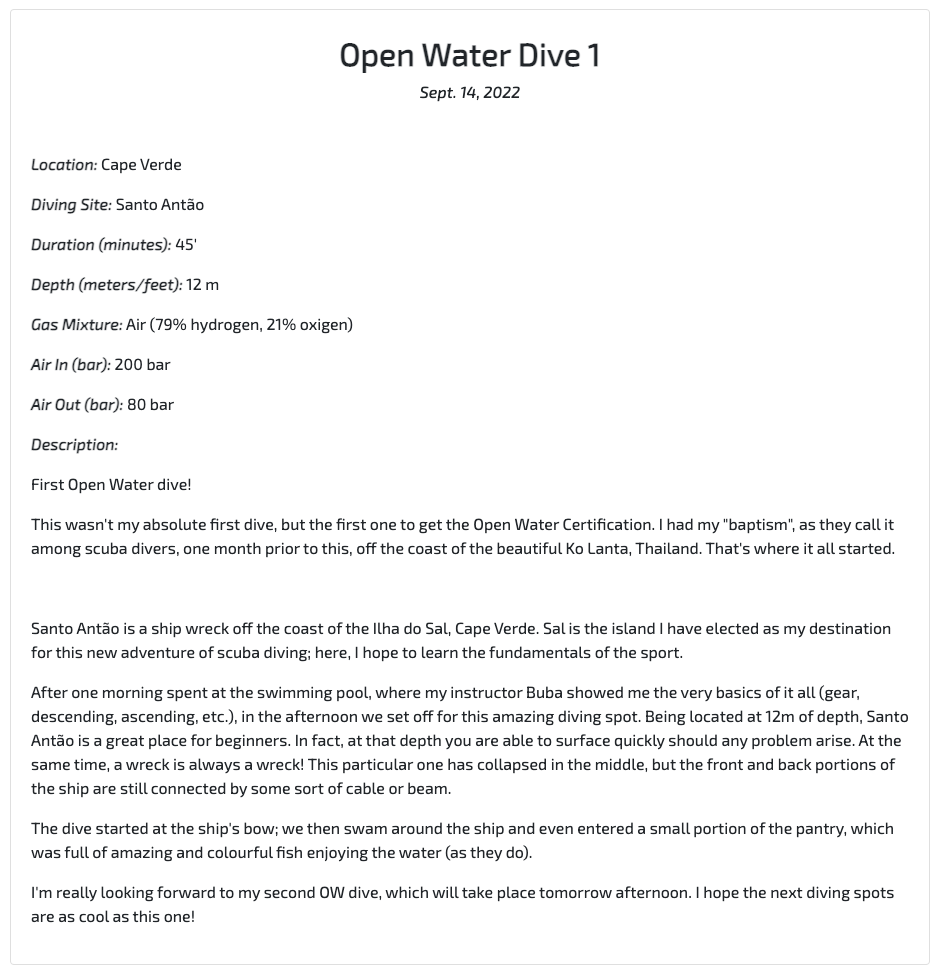 Open Water Dive 1
Sept. 14, 2022
Location: Cape Verde
Diving Site: Santo Antão
Duration (minutes): 45'
Depth (meters/feet): 12 m
Gas Mixture: Air (79% hydrogen, 21% oxigen)
Air In (bar): 200 bar
Air Out (bar): 80 bar
Description:
First Open Water dive!
This wasn't my absolute first dive, but the first one to get the Open Water Certification. I had my "baptism", as they call it
among scuba divers, one month prior to this, off the coast of the beautiful Ko Lanta, Thailand. That's where it all started.
Santo Antão is a ship wreck off the coast of the Ilha do Sal, Cape Verde. Sal is the island I have elected as my destination
for this new adventure of scuba diving; here, I hope to learn the fundamentals of the sport.
After one morning spent at the swimming pool, where my instructor Buba showed me the very basics of it all (gear,
descending, ascending, etc.), in the afternoon we set off for this amazing diving spot. Being located at 12m of depth, Santo
Antão is a great place for beginners. In fact, at that depth you are able to surface quickly should any problem arise. At the
same time, a wreck is always a wreck! This particular one has collapsed in the middle, but the front and back portions of
the ship are still connected by some sort of cable or beam.
The dive started at the ship's bow; we then swam around the ship and even entered a small portion of the pantry, which
was full of amazing and colourful fish enjoying the water (as they do).
I'm really looking forward to my second OW dive, which will take place tomorrow afternoon. I hope the next diving spots
are as cool as this one!